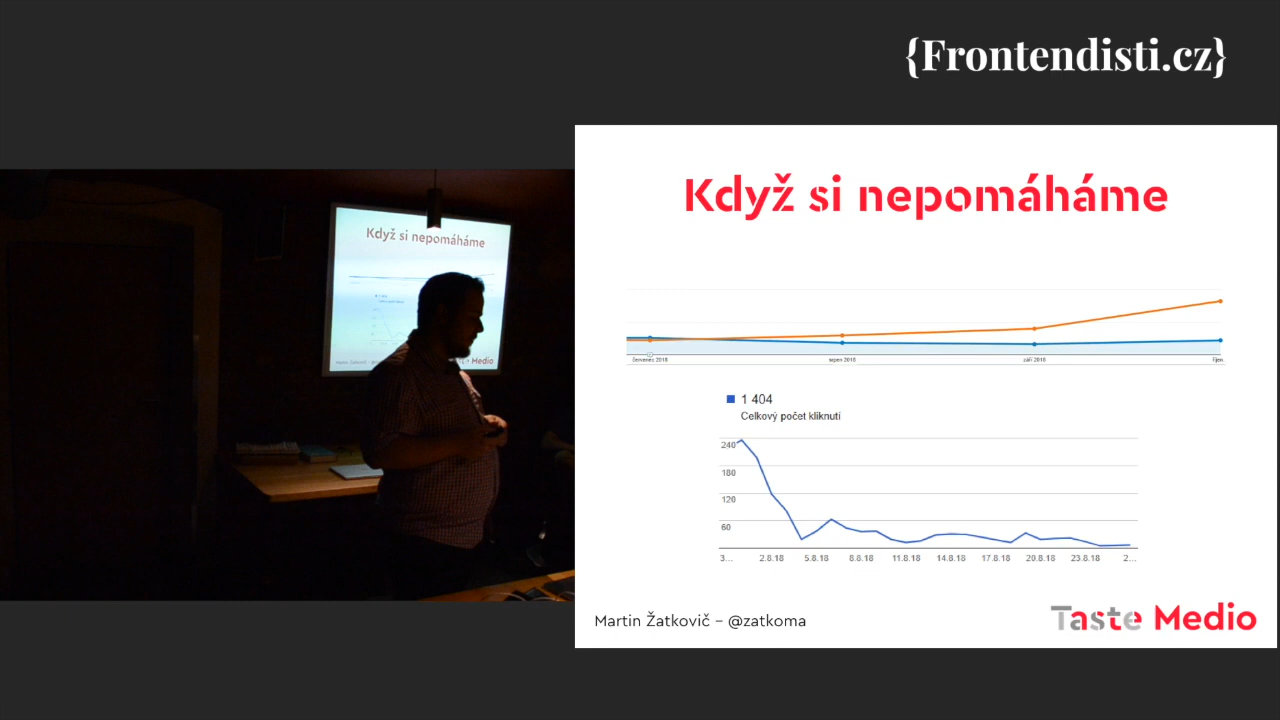 {Frontendisti.cz}
Když si nepomáháme
Když si nepomáháme
červenec 2018
srpen 2018
září 2018
říjen
1 404
Celkový počet kliknutí
240
180
120
60
3... 2.8.18 5.8.18 8.8.18 11.8.18 14.8.18 17.8.18 20.8.18 23.8.18 2...
Medio
Martin Žatkovič – @zatkoma
Taste Medio